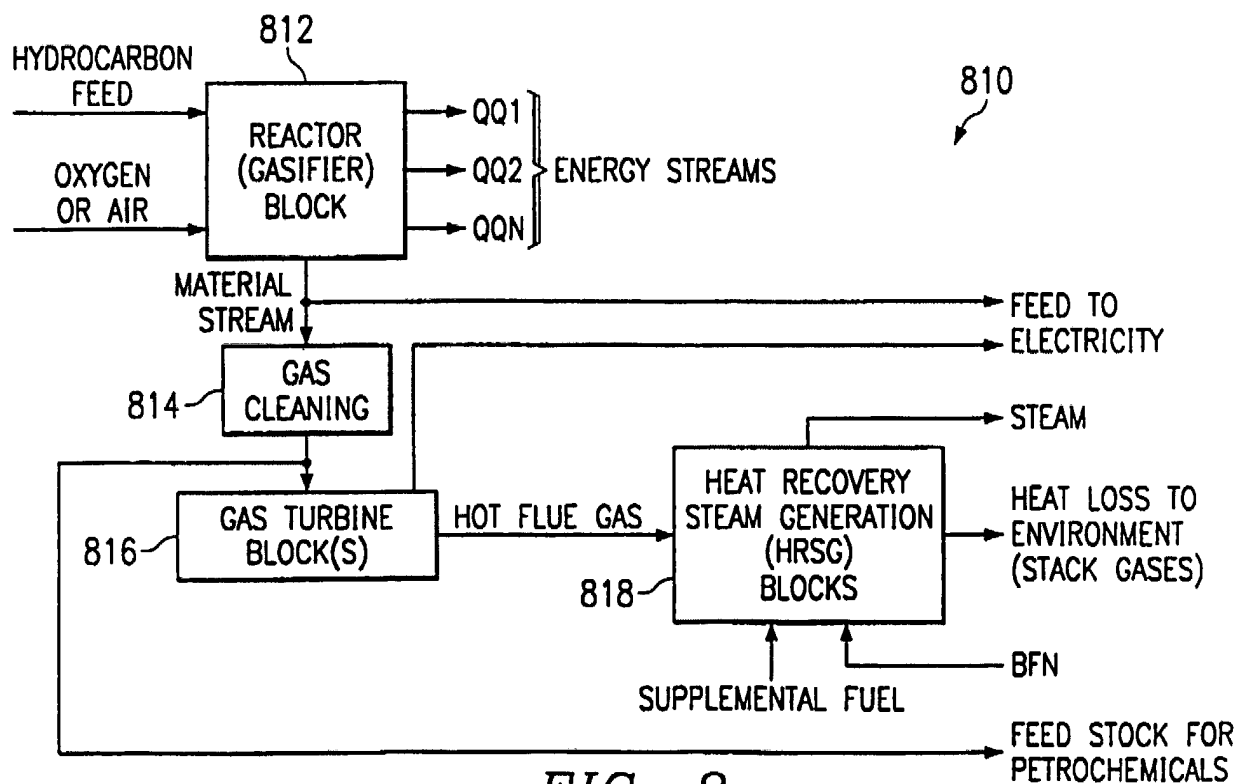 812
HYDROCARBON
FEED
810
REACTOR
(GASIFIER)
BLOCK
QQ1
QQ2
QQN
ENERGY STREAMS
OXYGEN
OR AIR
MATERIAL
STREAM
FEED TO
ELECTRICITY
GAS
CLEANING
814
STEAM
HEAT RECOVERY
STEAM GENERATION
(HRSG)
BLOCKS
818
GAS TURBINE
BLOCK(S)
816
HOT FLUE GAS
HEAT LOSS TO
ENVIRONMENT
(STACK GASES)
BFN
SUPPLEMENTAL FUEL
FEED STOCK FOR
PETROCHEMICALS